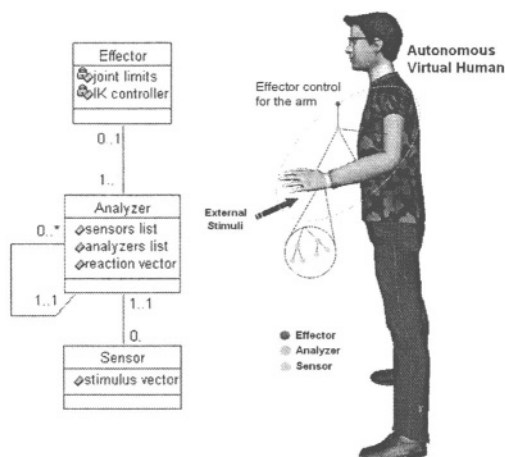 Effector
joint limits
IK controller
0..1
1..
Analyzer
sensors list
analyzers list
reaction vector
0..*
1..1
1..1
0.
Sensor
stimulus vector
Autonomous
Virtual Human
Effector control
for the arm
External
Stimuli
Effector
Analyzer
Sensor